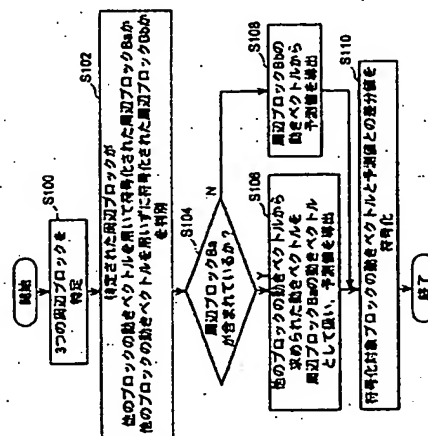 開始
S100
3つの周辺ブロックを
特定
S102
特定された周辺ブロックが
他のブロックの動きベクトルを用いて符号化された周辺ブロックBaか
他のブロックの動きベクトルを用いずに符号化された周辺ブロックBbか
を判別
S104
周辺ブロックBa
が含まれているか?
N
Y
S106
他のブロックの動きベクトルから
求められた動きベクトルを
周辺ブロックBaの動きベクトル
として扱い、予測値を導出
S108
周辺ブロックBbの
動きベクトルから
予測値を導出
S110
符号化対象ブロックの動きベクトルと予測値との差分値を
符号化
終了